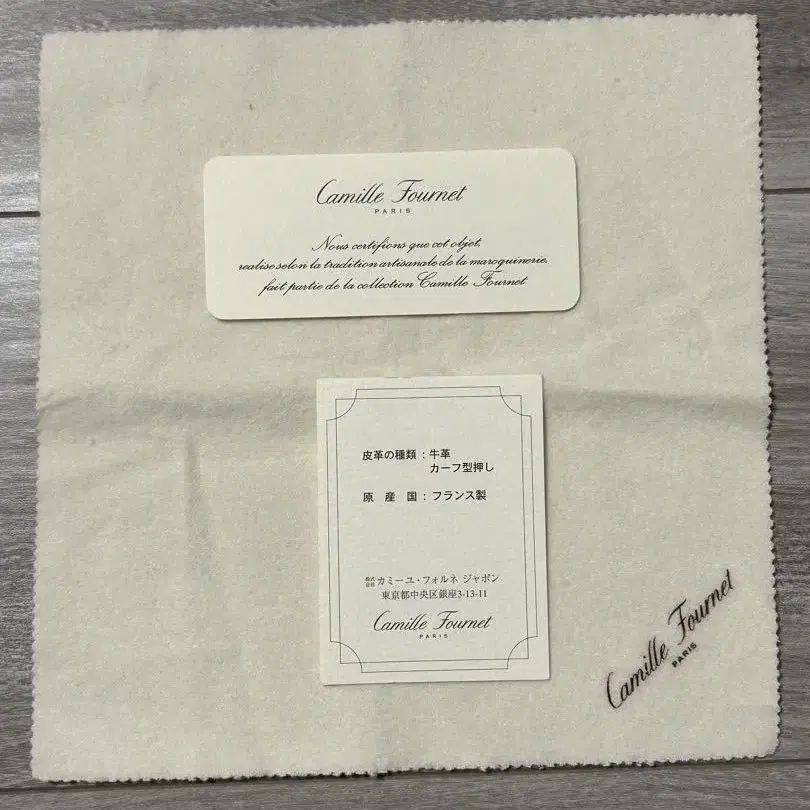 Camille Fournet
PARIS
Nous certifions que cet objet,
realise selon la tradition artisanale de la maroquinerie,
fait partie de la collection Camille Fournet
皮革の種類：牛革
カーフ型押し
原産国：フランス製
株式会社 カミーユ・フォルネ ジャポン
東京都中央区銀座3-13-11
Camille Fournet
PARIS
Camille Fournet
PARIS